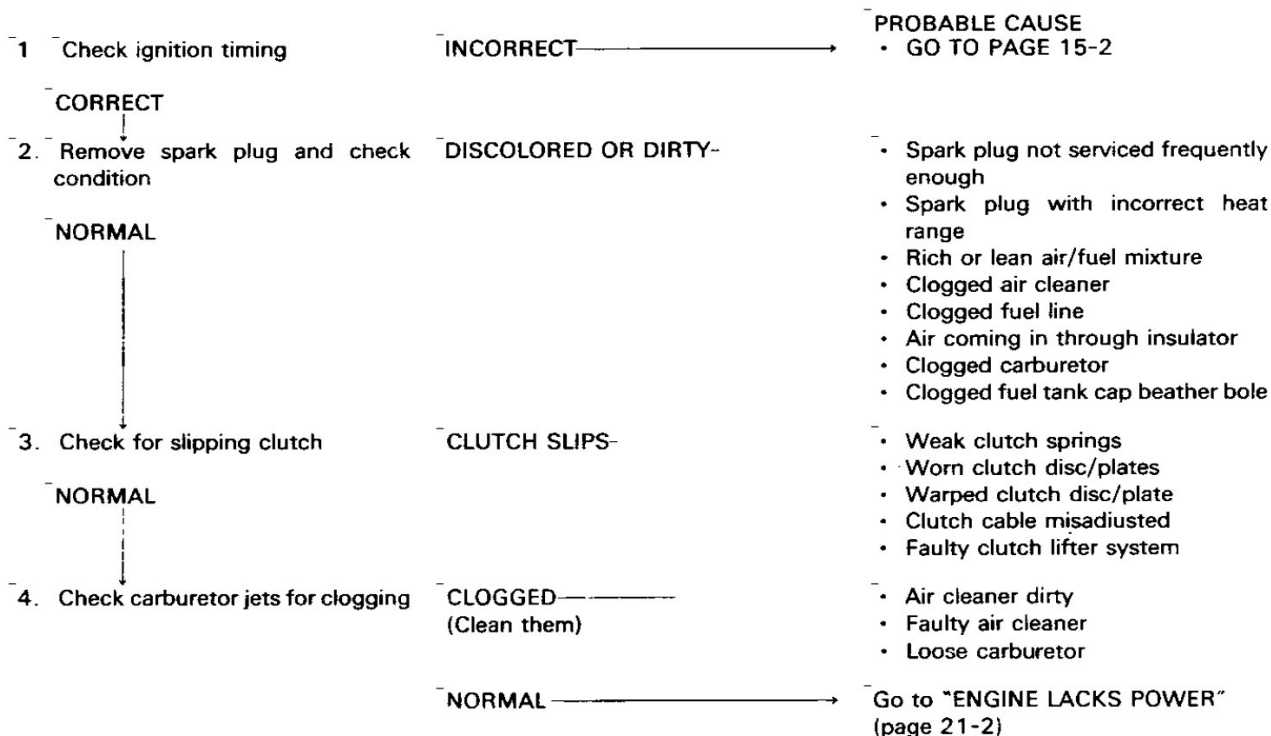 PROBABLE CAUSE
1 Check ignition timing INCORRECT • GO TO PAGE 15-2
CORRECT
2. Remove spark plug and check condition
DISCOLORED OR DIRTY-
• Spark plug not serviced frequently
enough
• Spark plug with incorrect heat
range
• Rich or lean air/fuel mixture
• Clogged air cleaner
• Clogged fuel line
• Air coming in through insulator
• Clogged carburetor
• Clogged fuel tank cap beather bole
NORMAL
3. Check for slipping clutch
CLUTCH SLIPS-
• Weak clutch springs
• Worn clutch disc/plates
• Warped clutch disc/plate
• Clutch cable misadiusted
• Faulty clutch lifter system
NORMAL
4. Check carburetor jets for clogging
CLOGGED
(Clean them)
• Air cleaner dirty
• Faulty air cleaner
• Loose carburetor
NORMAL
Go to "ENGINE LACKS POWER"
(page 21-2)